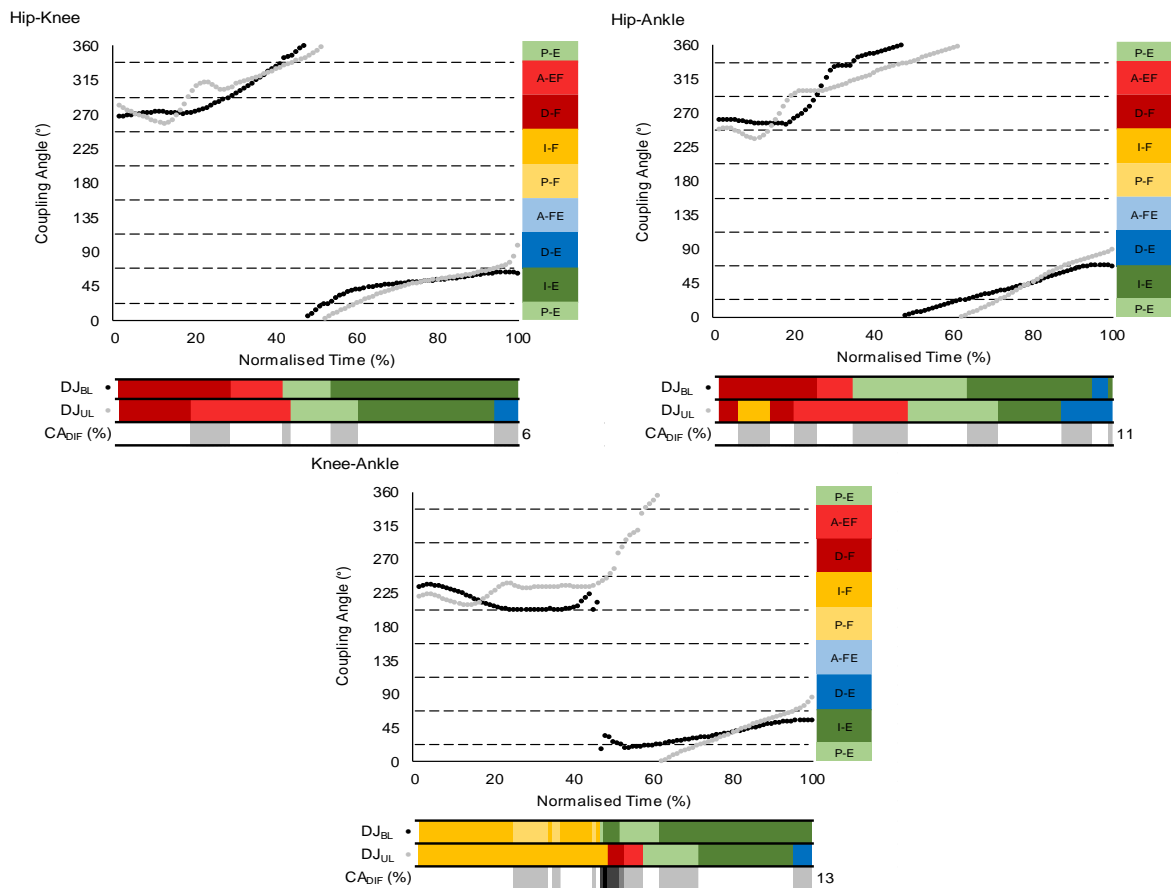 Hip-Knee
360
315
270
225
180
135
90
45
0
Coupling Angle (°)
P-E
A-EF
D-F
I-F
P-F
A-FE
D-E
I-E
P-E
0 20 40 60 80 100
Normalised Time (%)
DJBL
DJUL
CADIF (%) 6
Hip-Ankle
360
315
270
225
180
135
90
45
0
Coupling Angle (°)
P-E
A-EF
D-F
I-F
P-F
A-FE
D-E
I-E
P-E
0 20 40 60 80 100
Normalised Time (%)
DJBL
DJUL
CADIF (%) 11
Knee-Ankle
360
315
270
225
180
135
90
45
0
Coupling Angle (°)
P-E
A-EF
D-F
I-F
P-F
A-FE
D-E
I-E
P-E
0 20 40 60 80 100
Normalised Time (%)
DJBL
DJUL
CADIF (%) 13